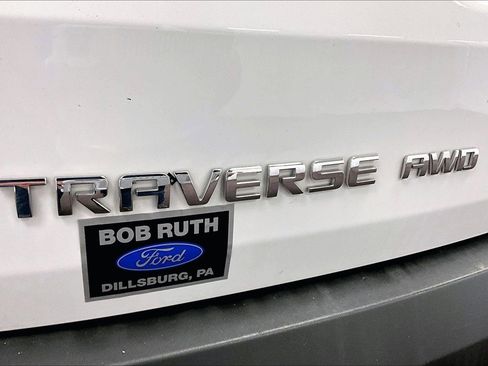 TRAVERSE AWD
BOB RUTH
Ford
DILLSBURG, PA